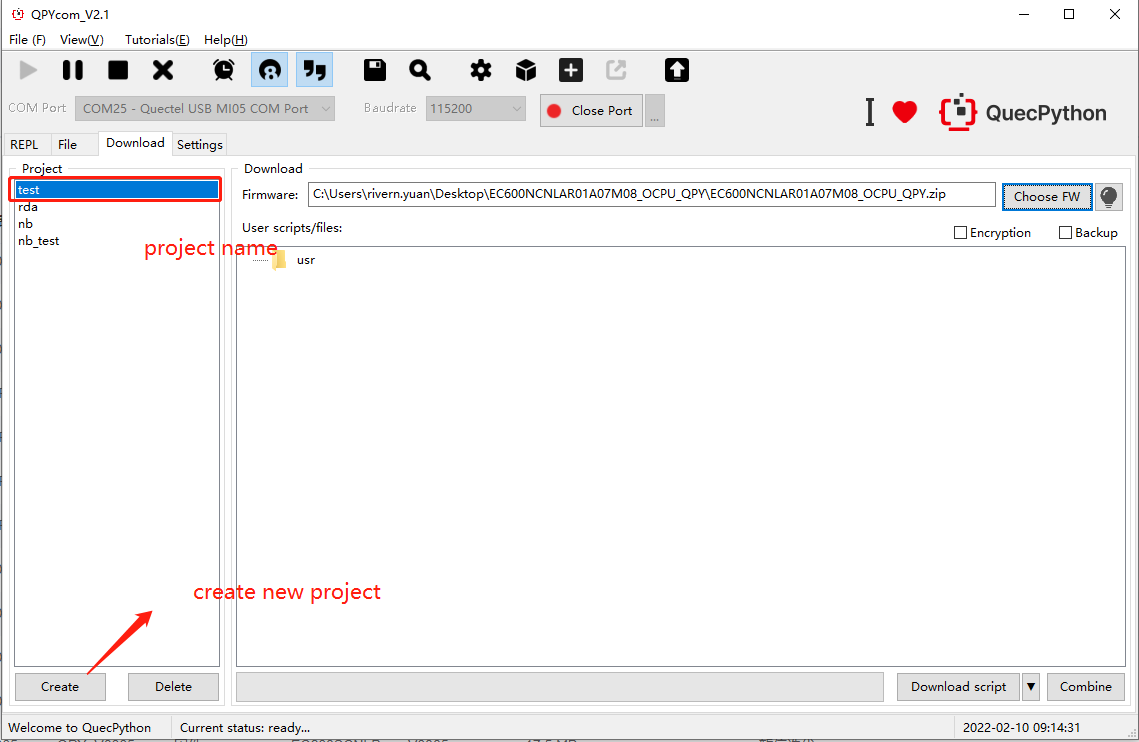 QPYcom_V2.1
File (F) View(V) Tutorials(E) Help(H)
COM Port COM25 - Quectel USB MI05 COM Port Baudrate 115200 Close Port ... QuecPython
REPL File Download Settings
Project
test
rda
nb
nb_test
project name
Download
Firmware: C:\Users\rivern.yuan\Desktop\EC600NCNLAR01A07M08_OCPU_QPY\EC600NCNLAR01A07M08_OCPU_QPY.zip Choose FW
User scripts/files:
Encryption Backup
usr
create new project
Create Delete Download script Combine
Welcome to QuecPython Current status: ready... 2022-02-10 09:14:31